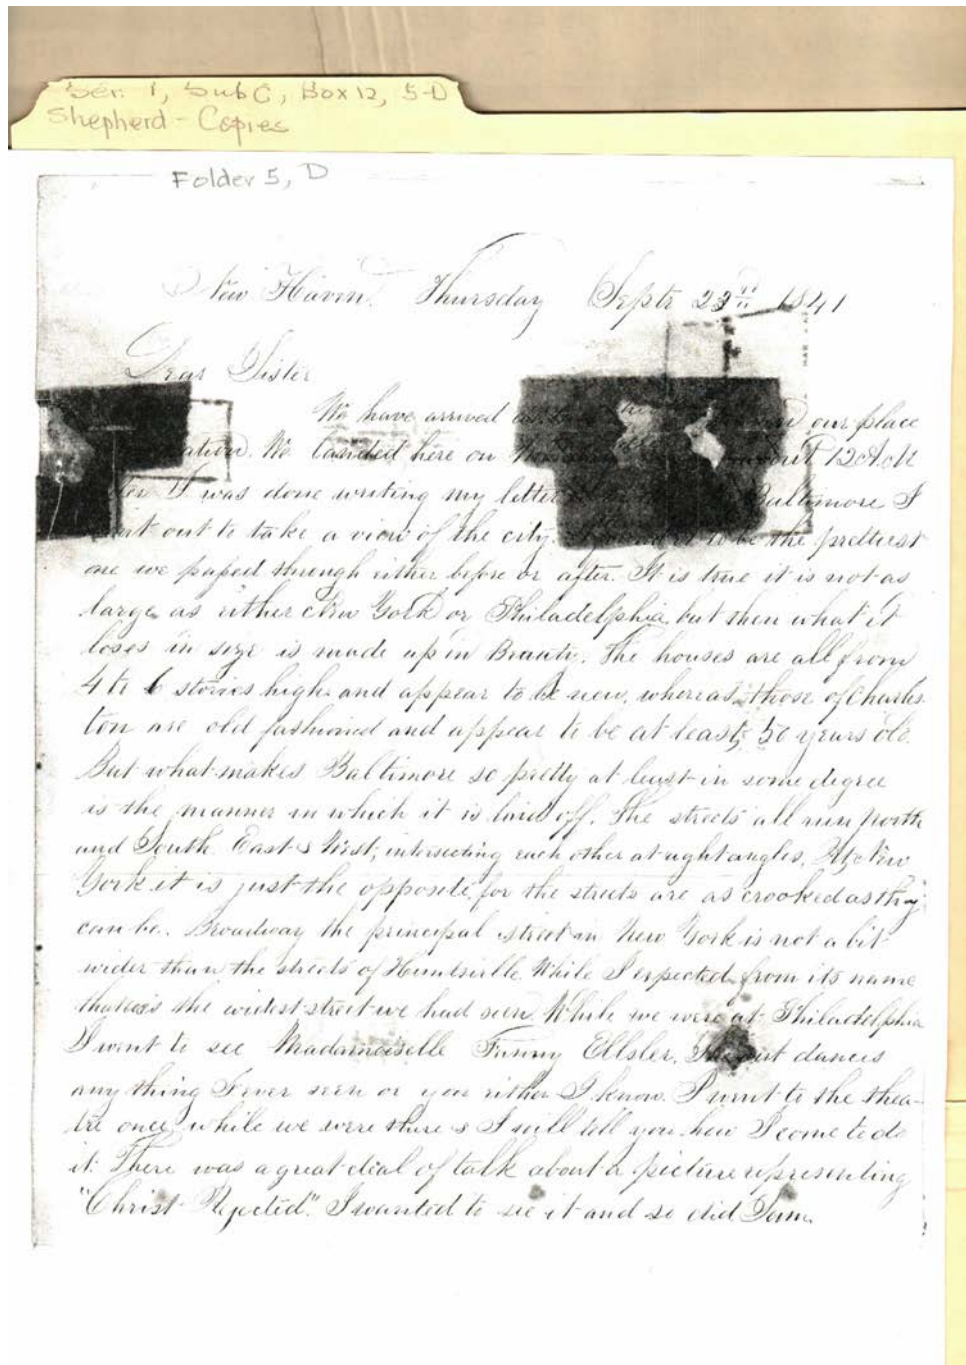 Ser. 1, Sub C, Box 12, 5-D
Shepherd - Copies
Folder 5, D
New Haven. Thursday Septr 23rd 1841
Dear Sister
We have arrived our place
We landed here on about 12 A.M
I was done writing my letter Baltimore I
out to take a view of the city. to be the prettiest
one we paped through either before or after. It is true it is not as
large as either New York or Philadelphia, but then what it
loses in size is made up in Beauty. The houses are all from
4 to 6 stories high and appear to be new, whereas those of Charles-
ton are old fashioned and appear to be at least 50 years old.
But what makes Baltimore so pretty at least in some degree
is the manner in which it is laid off. The streets all run North
and South East & West, intersecting each other at right angles. New
York it is just the opposite, for the streets are as crooked as they
can be. Broadway the principal street in New York is not a bit
wider than the streets of Huntsville While I expected from its name
the widest street we had seen. While we were at Philadelphia
I went to see Madamoiselle Fanny Ellsler. She out dances
any thing I ever seen or you either I know. I went to the thea-
tre once while we were there & I will tell you how I come to do
it. There was a great deal of talk about a picture representing
"Christ Rejected". I wanted to see it and so did Sam.